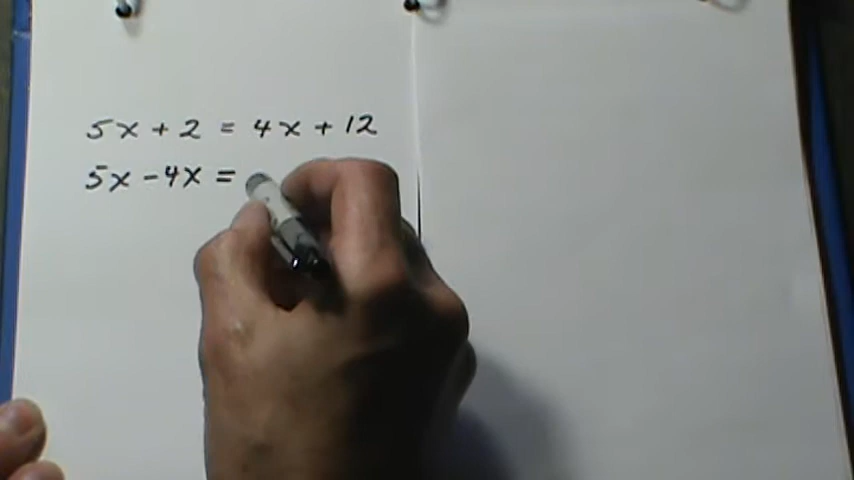 5x + 2 = 4x + 12
5x - 4x =